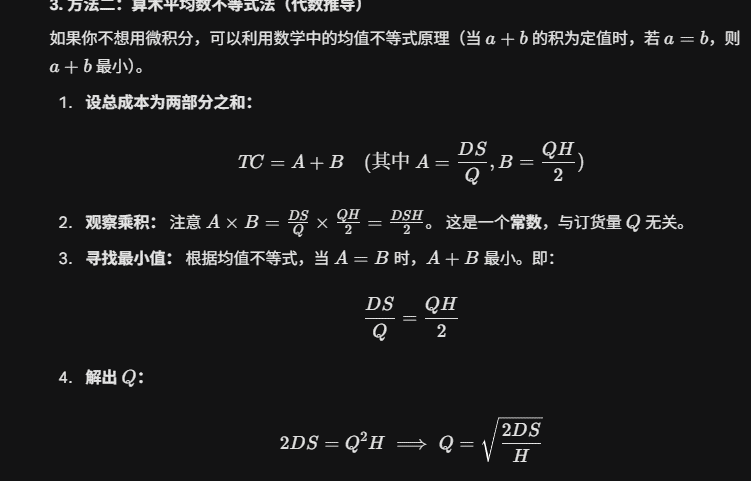 3. 方法二：算术平均数不等式法（代数推导）
如果你不想用微积分，可以利用数学中的均值不等式原理（当 a + b 的积为定值时，若 a = b，则
a + b 最小）。
1. 设总成本为两部分之和：
TC = A + B （其中 A = DS/Q, B = QH/2）
2. 观察乘积： 注意 A × B = DS/Q × QH/2 = DSH/2。 这是一个常数，与订货量 Q 无关。
3. 寻找最小值： 根据均值不等式，当 A = B 时，A + B 最小。即：
DS/Q = QH/2
4. 解出 Q：
2DS = Q²H ⟹ Q = √(2DS/H)